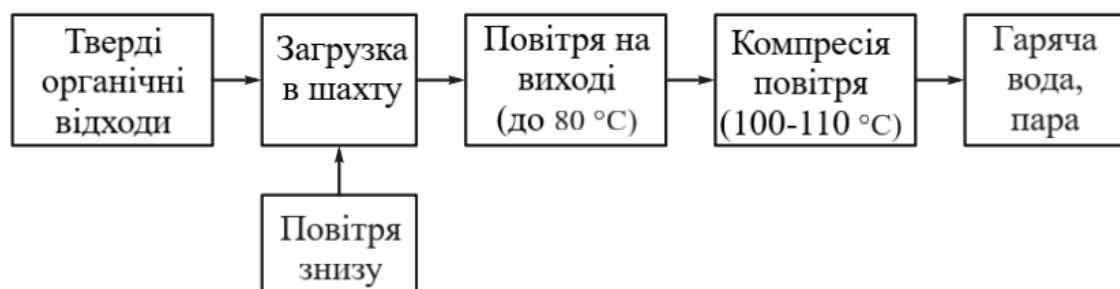 Тверді
органічні
відходи
Загрузка
в шахту
Повітря на
виході
(до 80 °C)
Компресія
повітря
(100-110 °C)
Гаряча
вода,
пара
Повітря
знизу